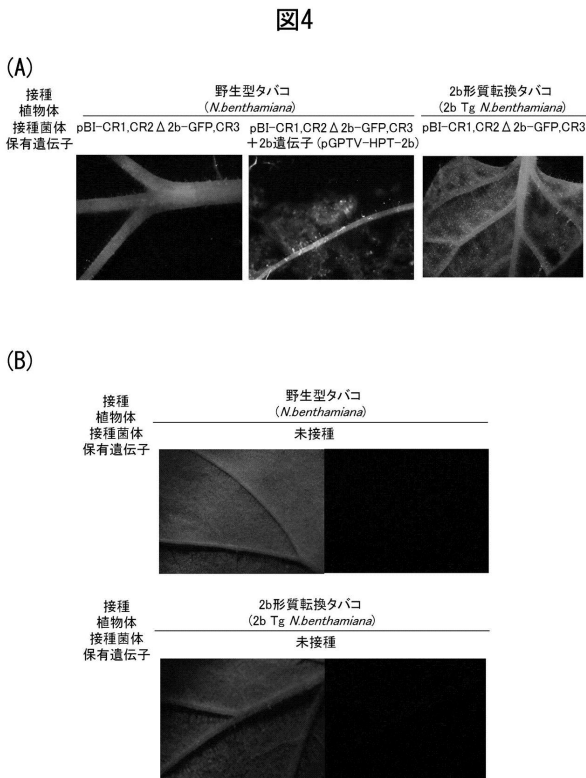 図4
(A)
接種
植物体
野生型タバコ
(N.benthamiana)
2b形質転換タバコ
(2b Tg N.benthamiana)
接種菌体
保有遺伝子
pBI-CR1,CR2Δ2b-GFP,CR3
pBI-CR1,CR2Δ2b-GFP,CR3
+2b遺伝子(pGPTV-HPT-2b)
pBI-CR1,CR2Δ2b-GFP,CR3
(B)
接種
植物体
野生型タバコ
(N.benthamiana)
接種菌体
保有遺伝子
未接種
接種
植物体
2b形質転換タバコ
(2b Tg N.benthamiana)
接種菌体
保有遺伝子
未接種